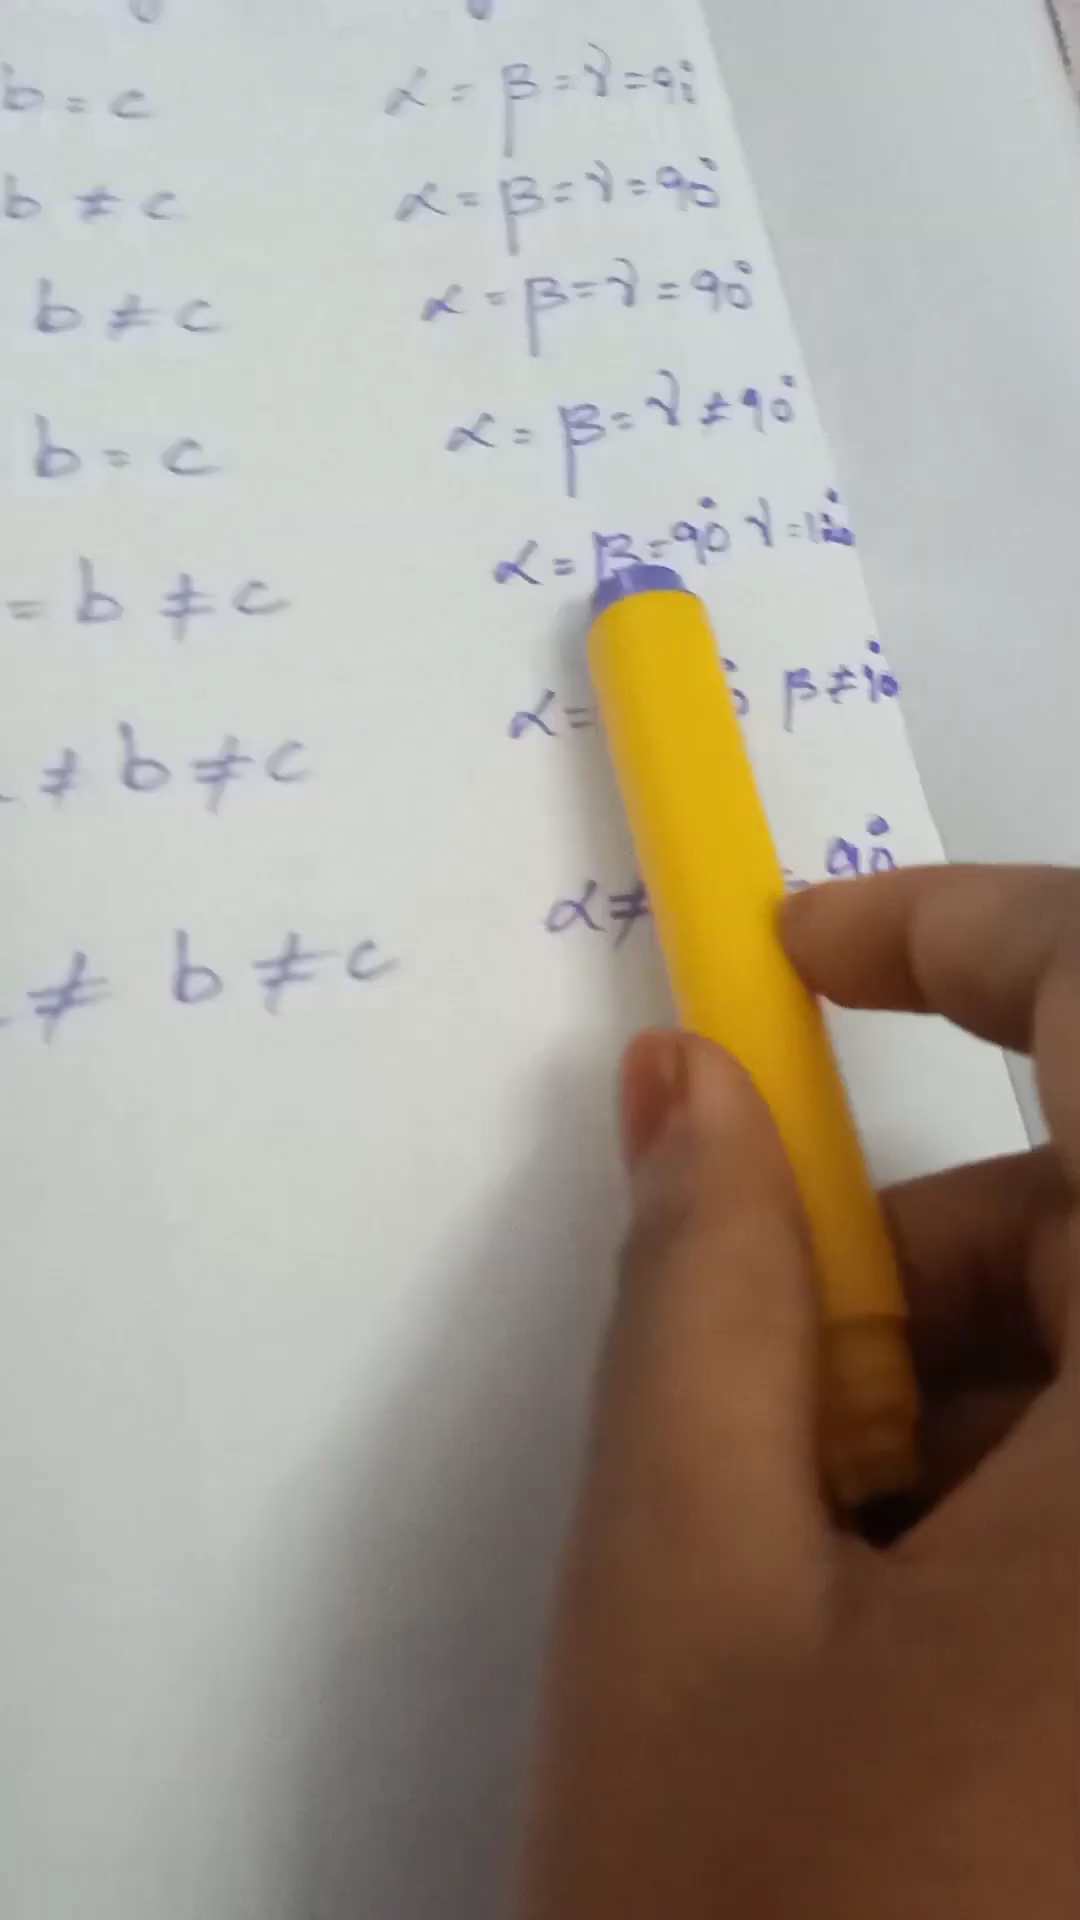 b = c α = β = γ = 90°
b ≠ c α = β = γ = 90°
b ≠ c α = β = γ = 90°
b = c α = β = γ ≠ 90°
= b ≠ c α = β = 90° γ = 120°
≠ b ≠ c α = β ≠ 90°
≠ b ≠ c α ≠ 90°